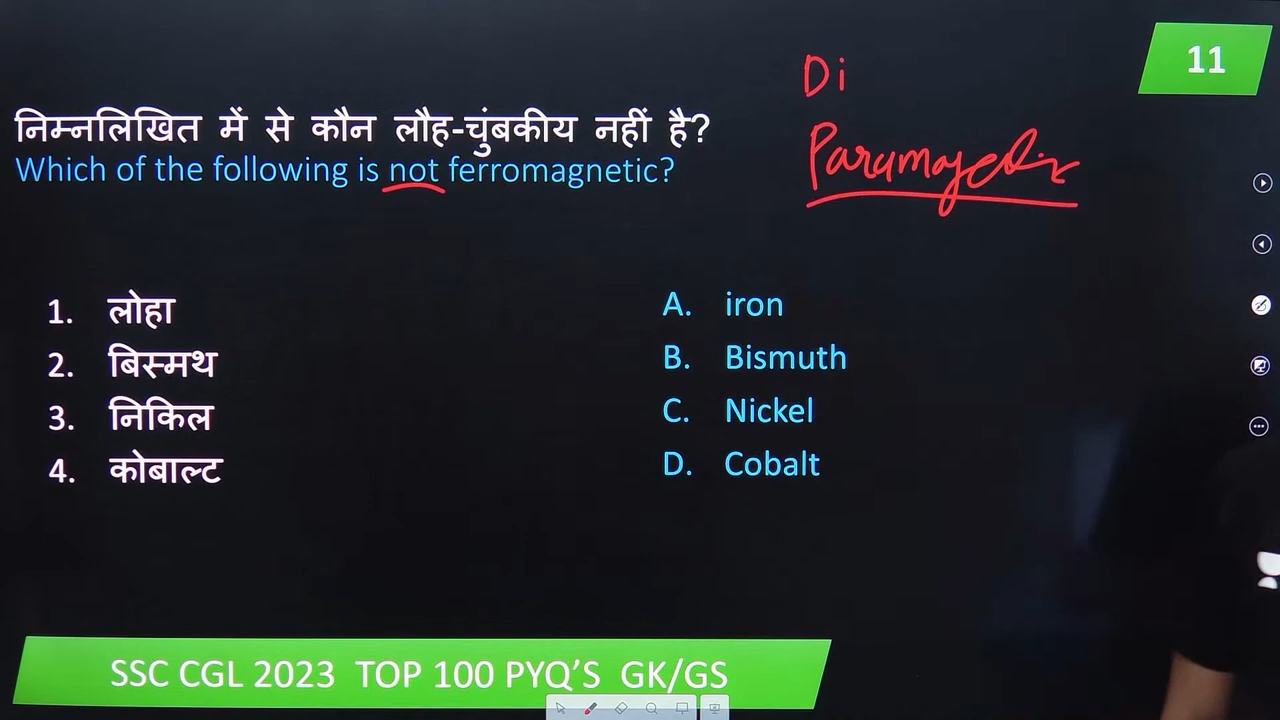 11
Di
Paramagnetic
निम्नलिखित में से कौन लौह-चुंबकीय नहीं है?
Which of the following is not ferromagnetic?
1. लोहा
2. बिस्मथ
3. निकिल
4. कोबाल्ट
A. iron
B. Bismuth
C. Nickel
D. Cobalt
SSC CGL 2023 TOP 100 PYQ'S GK/GS